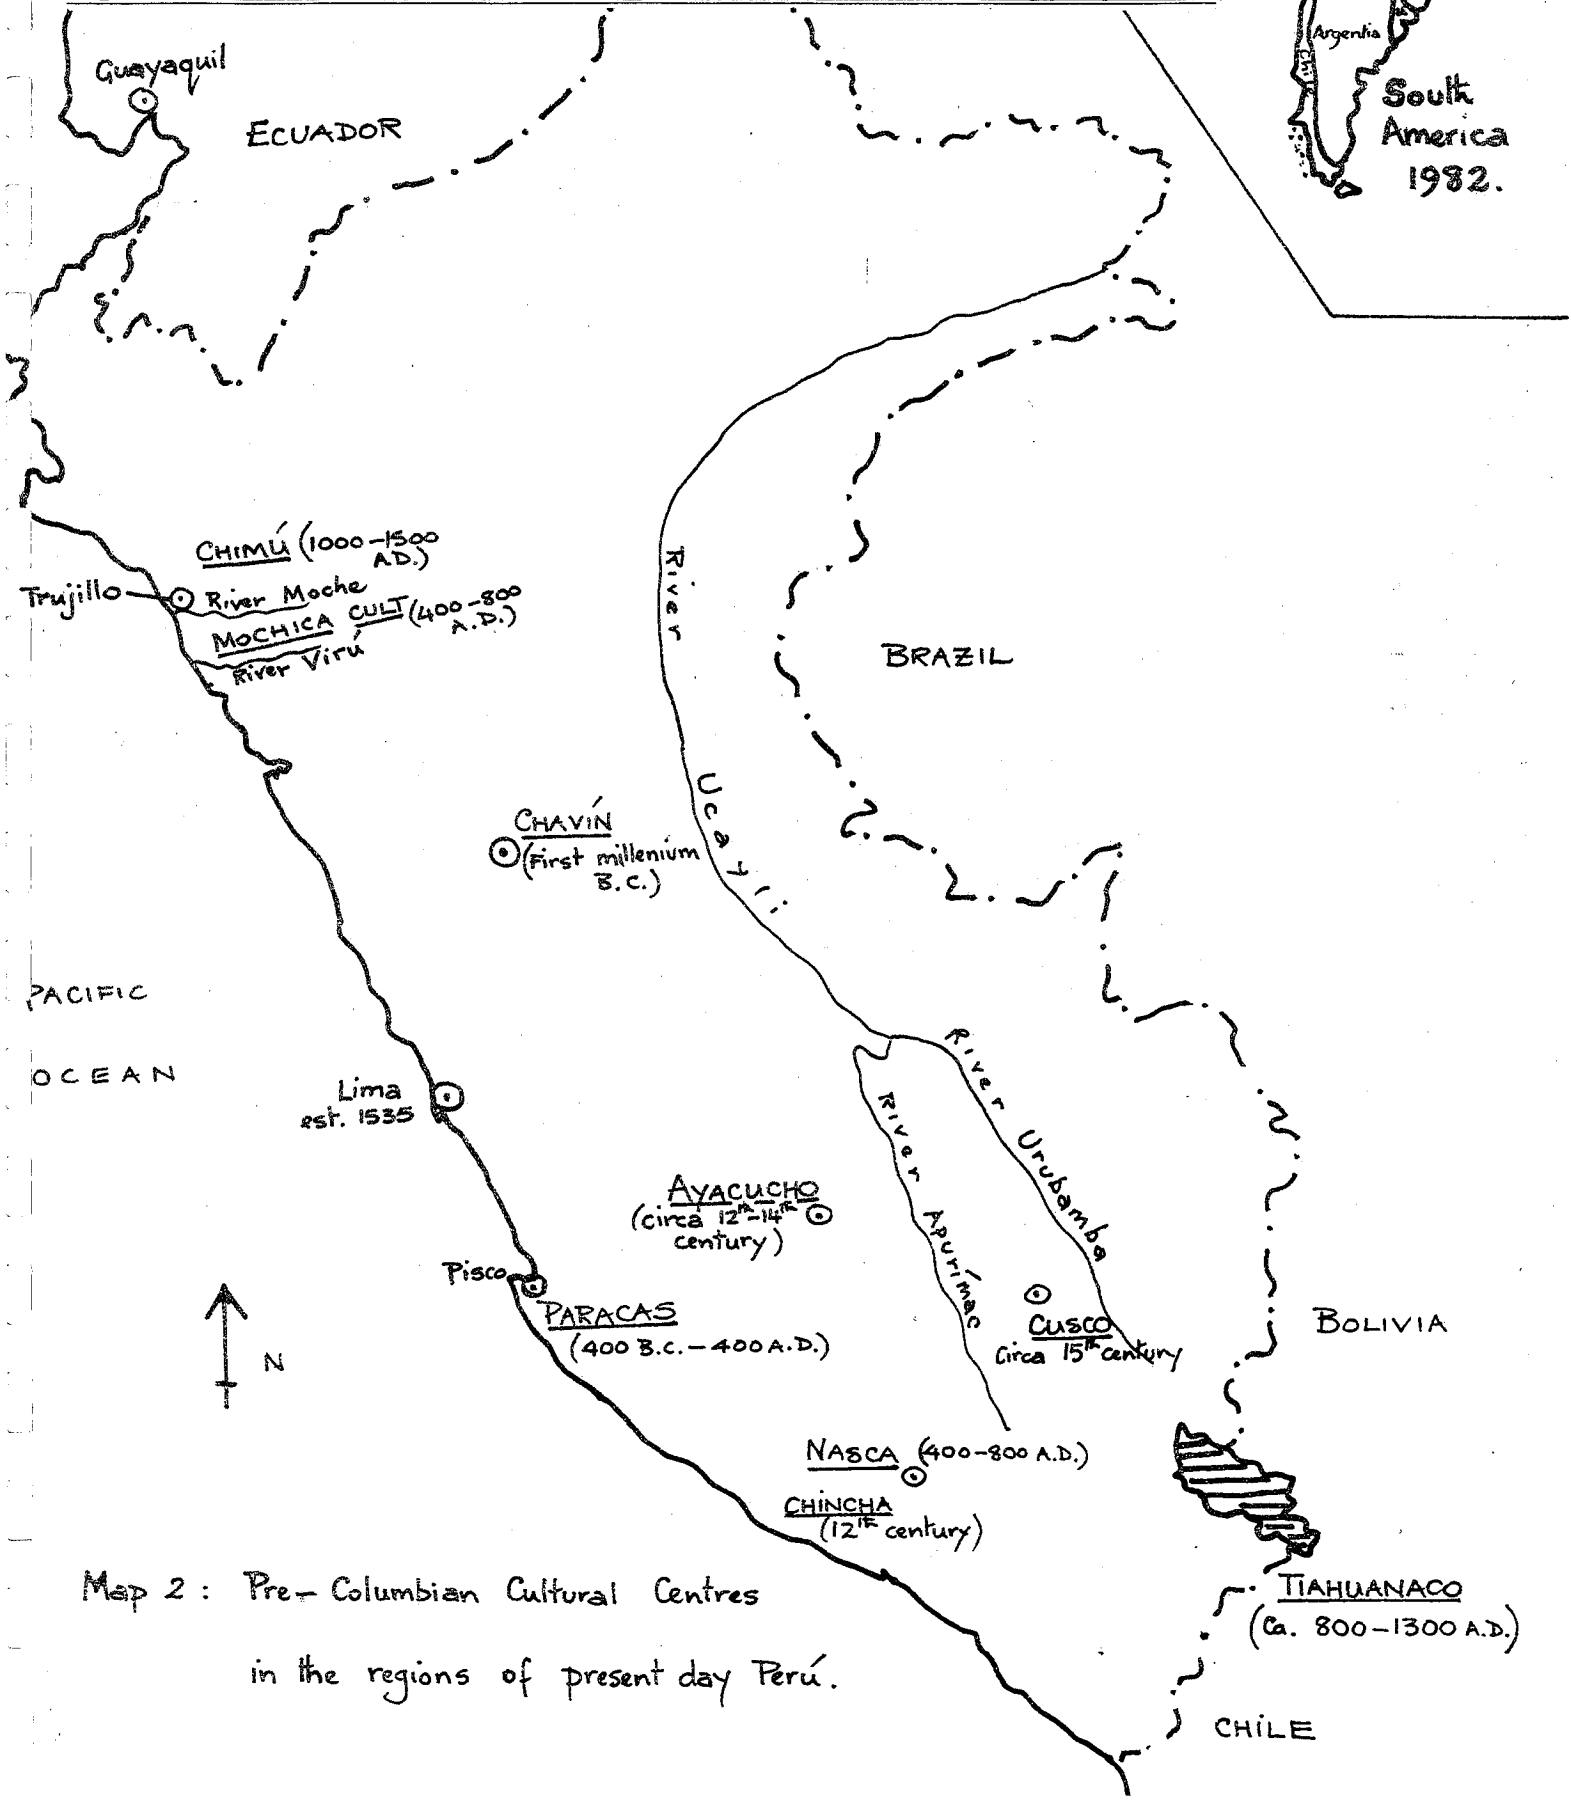 Argentia
Chi
South
America
1982.
Guayaquil
ECUADOR
CHIMÚ (1000-1500
A.D.)
Trujillo
River Moche
MOCHICA CULT (400-800
A.D.)
River Virú
River Ucayli
BRAZIL
CHAVÍN
(First millenium
B.C.)
PACIFIC
OCEAN
Lima
est. 1535
River Urubamba
River Apurímac
AYACUCHO
(circa 12th-14th
century)
Pisco
PARACAS
(400 B.C. - 400 A.D.)
CUSCO
Circa 15th century
BOLIVIA
N
NASCA (400-800 A.D.)
CHINCHA
(12TH century)
Map 2 : Pre-Columbian Cultural Centres
in the regions of present day Perú.
TIAHUANACO
(Ca. 800-1300 A.D.)
CHILE